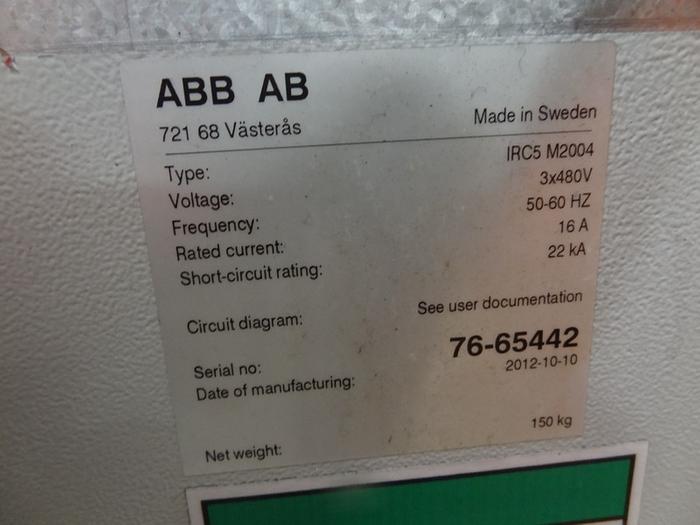 ABB AB
721 68 Västerås Made in Sweden
Type: IRC5 M2004
Voltage: 3x480V
Frequency: 50-60 HZ
Rated current: 16 A
Short-circuit rating: 22 kA
Circuit diagram: See user documentation
Serial no: 76-65442
Date of manufacturing: 2012-10-10
Net weight: 150 kg